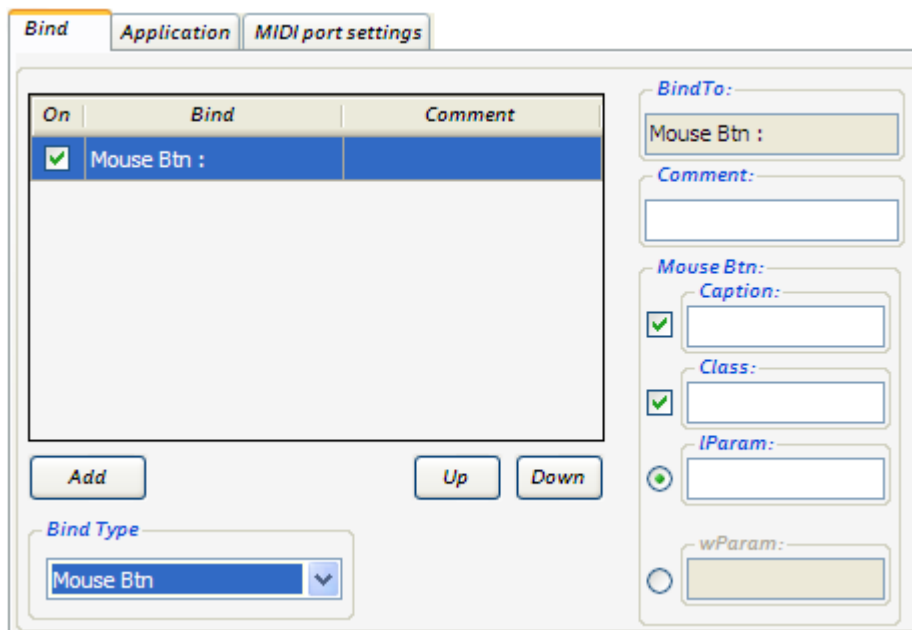 Bind Application MIDI port settings
On Bind Comment
Mouse Btn :
Add Up Down
Bind Type
Mouse Btn
BindTo:
Mouse Btn :
Comment:
Mouse Btn:
Caption:
Class:
lParam:
wParam: